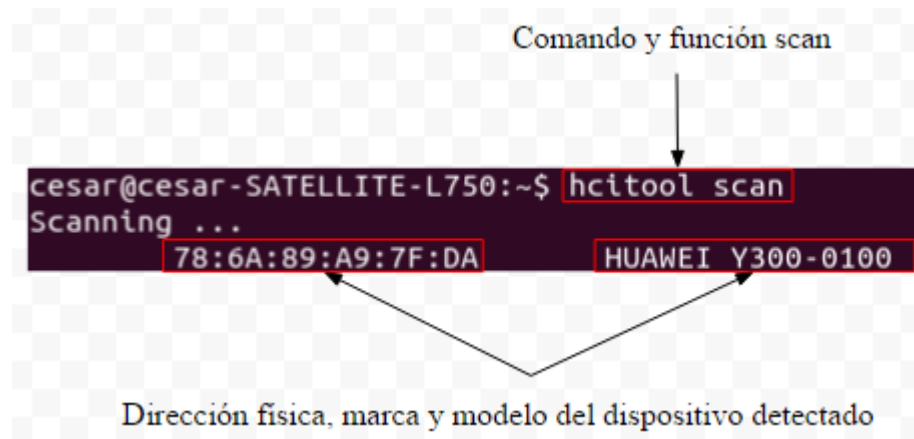 Comando y función scan
cesar@cesar-SATELLITE-L750:~$ hcitool scan
Scanning ...
78:6A:89:A9:7F:DA HUAWEI Y300-0100
Dirección física, marca y modelo del dispositivo detectado